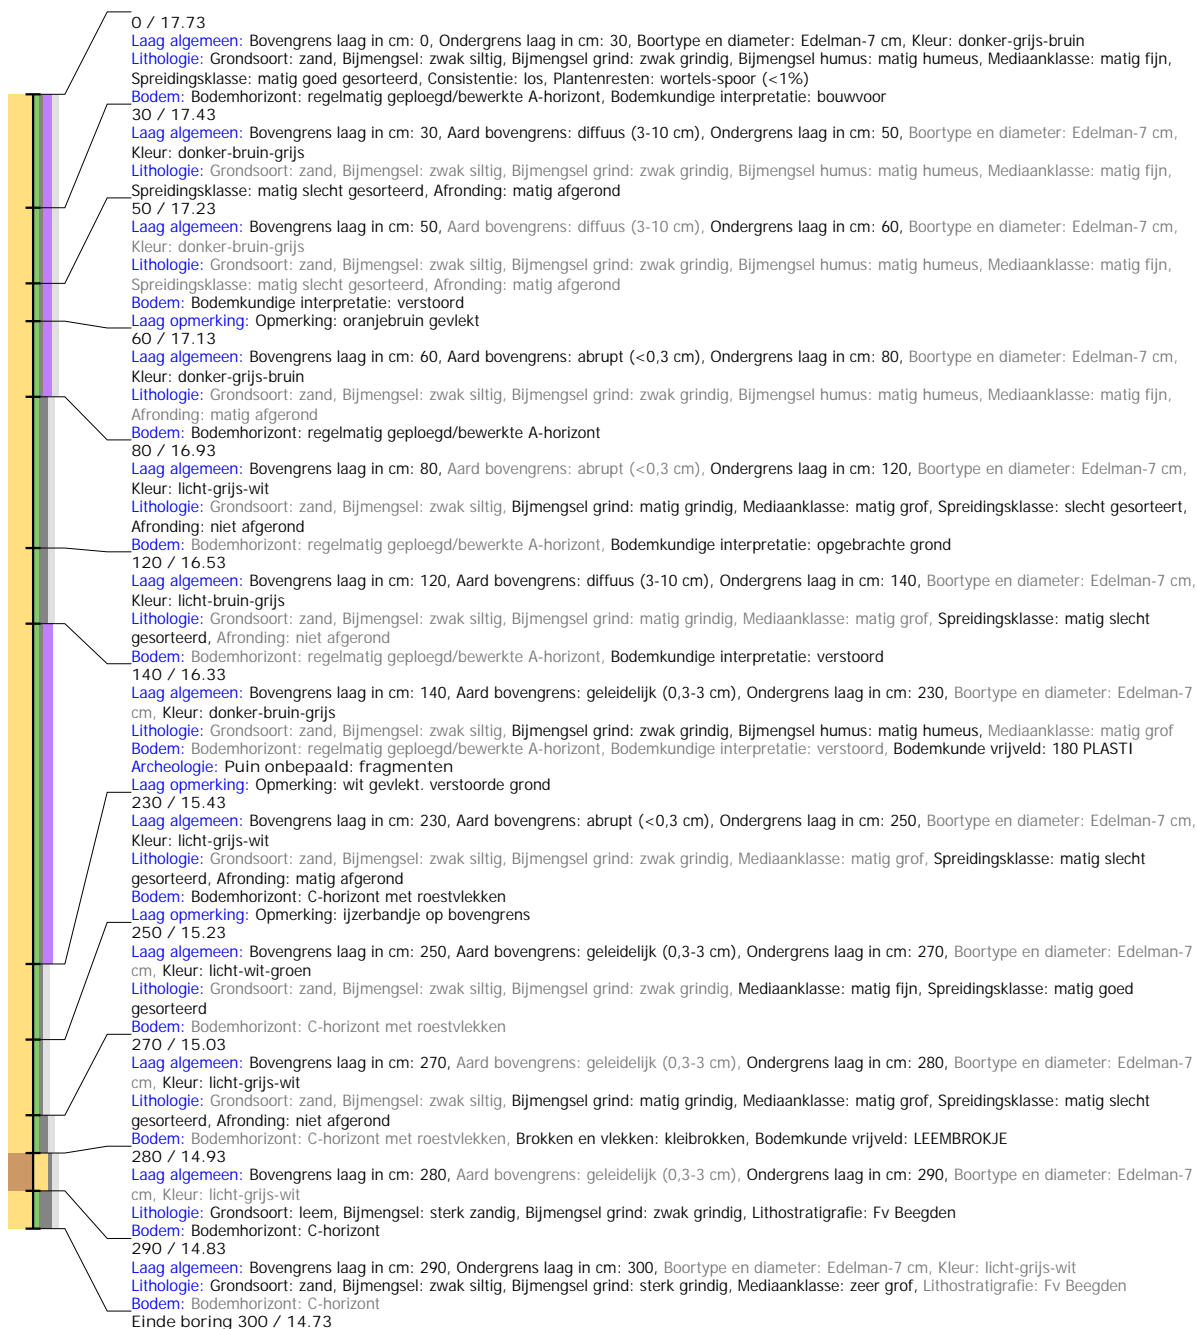 0 / 17.73
Laag algemeen: Bovengrens laag in cm: 0, Ondergrens laag in cm: 30, Boortype en diameter: Edelman-7 cm, Kleur: donker-grijs-bruin
Lithologie: Grondsoort: zand, Bijmengsel: zwak siltig, Bijmengsel grind: zwak grindig, Bijmengsel humus: matig humeus, Mediaanklasse: matig fijn,
Spreidingsklasse: matig goed gesorteerd, Consistentie: los, Plantenresten: wortels-spoor (<1%)
Bodem: Bodemhorizont: regelmatig geploegd/bewerkte A-horizont, Bodemkundige interpretatie: bouwvoor
30 / 17.43
Laag algemeen: Bovengrens laag in cm: 30, Aard bovengrens: diffuus (3-10 cm), Ondergrens laag in cm: 50, Boortype en diameter: Edelman-7 cm,
Kleur: donker-bruin-grijs
Lithologie: Grondsoort: zand, Bijmengsel: zwak siltig, Bijmengsel grind: zwak grindig, Bijmengsel humus: matig humeus, Mediaanklasse: matig fijn,
Spreidingsklasse: matig slecht gesorteerd, Afronding: matig afgerond
50 / 17.23
Laag algemeen: Bovengrens laag in cm: 50, Aard bovengrens: diffuus (3-10 cm), Ondergrens laag in cm: 60, Boortype en diameter: Edelman-7 cm,
Kleur: donker-bruin-grijs
Lithologie: Grondsoort: zand, Bijmengsel: zwak siltig, Bijmengsel grind: zwak grindig, Bijmengsel humus: matig humeus, Mediaanklasse: matig fijn,
Spreidingsklasse: matig slecht gesorteerd, Afronding: matig afgerond
Bodem: Bodemkundige interpretatie: verstoord
Laag opmerking: Opmerking: oranjebruin gevlekt
60 / 17.13
Laag algemeen: Bovengrens laag in cm: 60, Aard bovengrens: abrupt (<0,3 cm), Ondergrens laag in cm: 80, Boortype en diameter: Edelman-7 cm,
Kleur: donker-grijs-bruin
Lithologie: Grondsoort: zand, Bijmengsel: zwak siltig, Bijmengsel grind: zwak grindig, Bijmengsel humus: matig humeus, Mediaanklasse: matig fijn,
Afronding: matig afgerond
Bodem: Bodemhorizont: regelmatig geploegd/bewerkte A-horizont
80 / 16.93
Laag algemeen: Bovengrens laag in cm: 80, Aard bovengrens: abrupt (<0,3 cm), Ondergrens laag in cm: 120, Boortype en diameter: Edelman-7 cm,
Kleur: licht-grijs-wit
Lithologie: Grondsoort: zand, Bijmengsel: zwak siltig, Bijmengsel grind: matig grindig, Mediaanklasse: matig grof, Spreidingsklasse: slecht gesorteert,
Afronding: niet afgerond
Bodem: Bodemhorizont: regelmatig geploegd/bewerkte A-horizont, Bodemkundige interpretatie: opgebrachte grond
120 / 16.53
Laag algemeen: Bovengrens laag in cm: 120, Aard bovengrens: diffuus (3-10 cm), Ondergrens laag in cm: 140, Boortype en diameter: Edelman-7 cm,
Kleur: licht-bruin-grijs
Lithologie: Grondsoort: zand, Bijmengsel: zwak siltig, Bijmengsel grind: matig grindig, Mediaanklasse: matig grof, Spreidingsklasse: matig slecht
gesorteerd, Afronding: niet afgerond
Bodem: Bodemhorizont: regelmatig geploegd/bewerkte A-horizont, Bodemkundige interpretatie: verstoord
140 / 16.33
Laag algemeen: Bovengrens laag in cm: 140, Aard bovengrens: geleidelijk (0,3-3 cm), Ondergrens laag in cm: 230, Boortype en diameter: Edelman-7
cm, Kleur: donker-bruin-grijs
Lithologie: Grondsoort: zand, Bijmengsel: zwak siltig, Bijmengsel grind: zwak grindig, Bijmengsel humus: matig humeus, Mediaanklasse: matig grof
Bodem: Bodemhorizont: regelmatig geploegd/bewerkte A-horizont, Bodemkundige interpretatie: verstoord, Bodemkunde vrijveld: 180 PLASTI
Archeologie: Puin onbepaald: fragmenten
Laag opmerking: Opmerking: wit gevlekt. verstoorde grond
230 / 15.43
Laag algemeen: Bovengrens laag in cm: 230, Aard bovengrens: abrupt (<0,3 cm), Ondergrens laag in cm: 250, Boortype en diameter: Edelman-7 cm,
Kleur: licht-grijs-wit
Lithologie: Grondsoort: zand, Bijmengsel: zwak siltig, Bijmengsel grind: zwak grindig, Mediaanklasse: matig grof, Spreidingsklasse: matig slecht
gesorteerd, Afronding: matig afgerond
Bodem: Bodemhorizont: C-horizont met roestvlekken
Laag opmerking: Opmerking: ijzerbandje op bovengrens
250 / 15.23
Laag algemeen: Bovengrens laag in cm: 250, Aard bovengrens: geleidelijk (0,3-3 cm), Ondergrens laag in cm: 270, Boortype en diameter: Edelman-7
cm, Kleur: licht-wit-groen
Lithologie: Grondsoort: zand, Bijmengsel: zwak siltig, Bijmengsel grind: zwak grindig, Mediaanklasse: matig fijn, Spreidingsklasse: matig goed
gesorteerd
Bodem: Bodemhorizont: C-horizont met roestvlekken
270 / 15.03
Laag algemeen: Bovengrens laag in cm: 270, Aard bovengrens: geleidelijk (0,3-3 cm), Ondergrens laag in cm: 280, Boortype en diameter: Edelman-7
cm, Kleur: licht-grijs-wit
Lithologie: Grondsoort: zand, Bijmengsel: zwak siltig, Bijmengsel grind: matig grindig, Mediaanklasse: matig grof, Spreidingsklasse: matig slecht
gesorteerd, Afronding: niet afgerond
Bodem: Bodemhorizont: C-horizont met roestvlekken, Brokken en vlekken: kleibrokken, Bodemkunde vrijveld: LEEMBROKJE
280 / 14.93
Laag algemeen: Bovengrens laag in cm: 280, Aard bovengrens: geleidelijk (0,3-3 cm), Ondergrens laag in cm: 290, Boortype en diameter: Edelman-7
cm, Kleur: licht-grijs-wit
Lithologie: Grondsoort: leem, Bijmengsel: sterk zandig, Bijmengsel grind: zwak grindig, Lithostratigrafie: Fv Beegden
Bodem: Bodemhorizont: C-horizont
290 / 14.83
Laag algemeen: Bovengrens laag in cm: 290, Ondergrens laag in cm: 300, Boortype en diameter: Edelman-7 cm, Kleur: licht-grijs-wit
Lithologie: Grondsoort: zand, Bijmengsel: zwak siltig, Bijmengsel grind: sterk grindig, Mediaanklasse: zeer grof, Lithostratigrafie: Fv Beegden
Bodem: Bodemhorizont: C-horizont
Einde boring 300 / 14.73